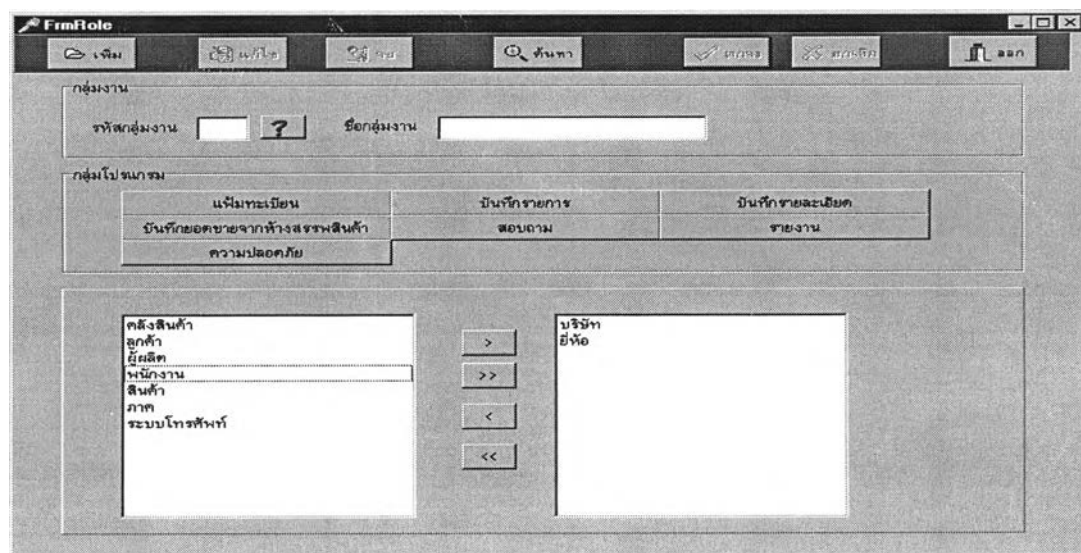 FrmRole
เพิ่ม แก้ไข ลบ ค้นหา ตกลง ยกเลิก ออก
กลุ่มงาน
รหัสกลุ่มงาน ? ชื่อกลุ่มงาน
กลุ่มโปรแกรม
แฟ้มทะเบียน บันทึกรายการ บันทึกรายละเอียด
บันทึกยอดขายจากห้างสรรพสินค้า สอบถาม รายงาน
ความปลอดภัย
คลังสินค้า
ลูกค้า
ผู้ผลิต
พนักงาน
สินค้า
ภาค
ระบบโทรศัพท์
>
>>
<
<<
บริษัท
ยี่ห้อ